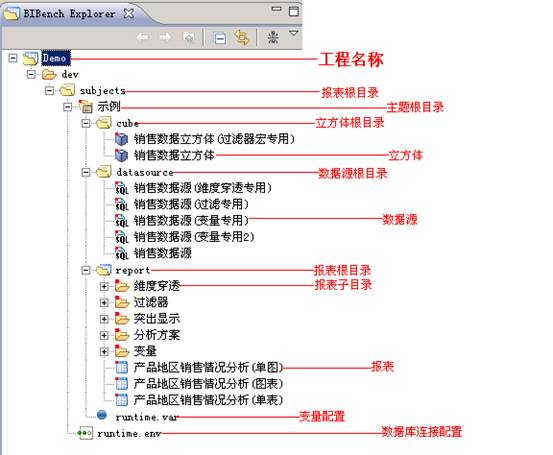 BIBench Explorer
Demo 工程名称
dev
subjects 报表根目录
示例 主题根目录
cube 立方体根目录
销售数据立方体(过滤器宏专用)
销售数据立方体 立方体
datasource 数据源根目录
SQL 销售数据源(维度穿透专用)
SQL 销售数据源(过滤专用)
SQL 销售数据源(变量专用) 数据源
SQL 销售数据源(变量专用2)
SQL 销售数据源
report 报表根目录
维度穿透 报表子目录
过滤器
突出显示
分析方案
变量
产品地区销售情况分析(单图) 报表
产品地区销售情况分析(图表)
产品地区销售情况分析(单表)
runtime.var 变量配置
runtime.env 数据库连接配置